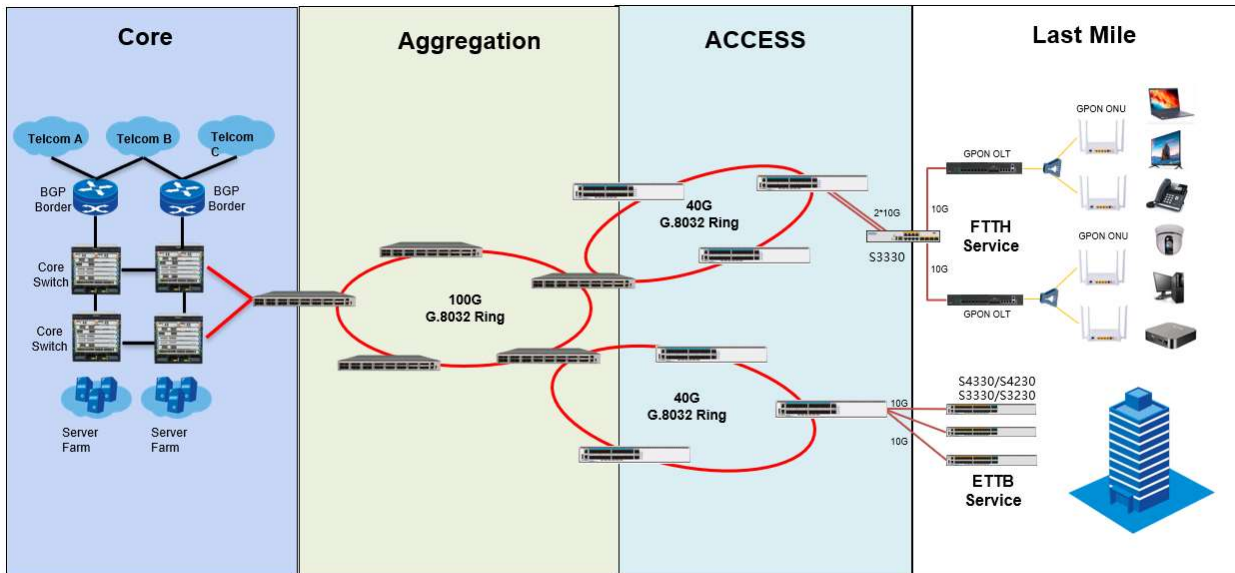 Core
Aggregation
ACCESS
Last Mile
Telcom A
Telcom B
Telcom
C
BGP
Border
BGP
Border
Core
Switch
Core
Switch
Server
Farm
Server
Farm
100G
G.8032 Ring
40G
G.8032 Ring
40G
G.8032 Ring
2*10G
S3330
10G
10G
GPON OLT
GPON ONU
FTTH
Service
GPON ONU
GPON OLT
10G
10G
S4330/S4230
S3330/S3230
ETTB
Service